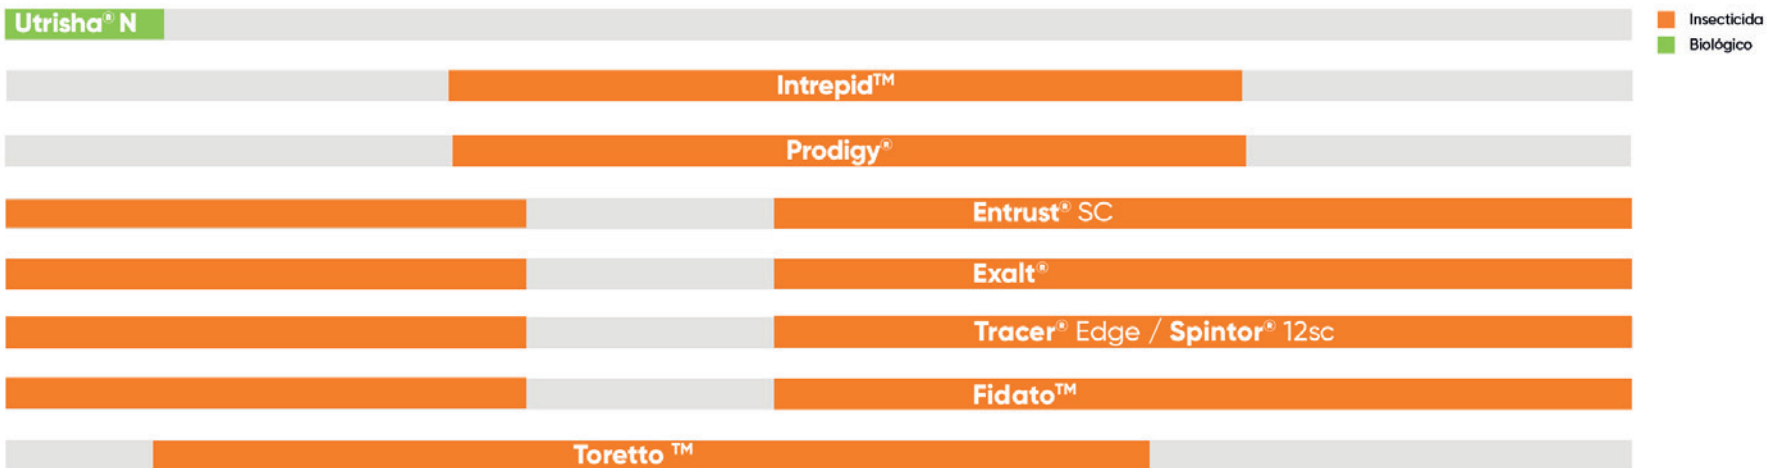 Utrisha® N
Insecticida
Biológico
Intrepid™
Prodigy®
Entrust® SC
Exalt®
Tracer® Edge / Spintor® 12sc
Fidato™
Toretto ™